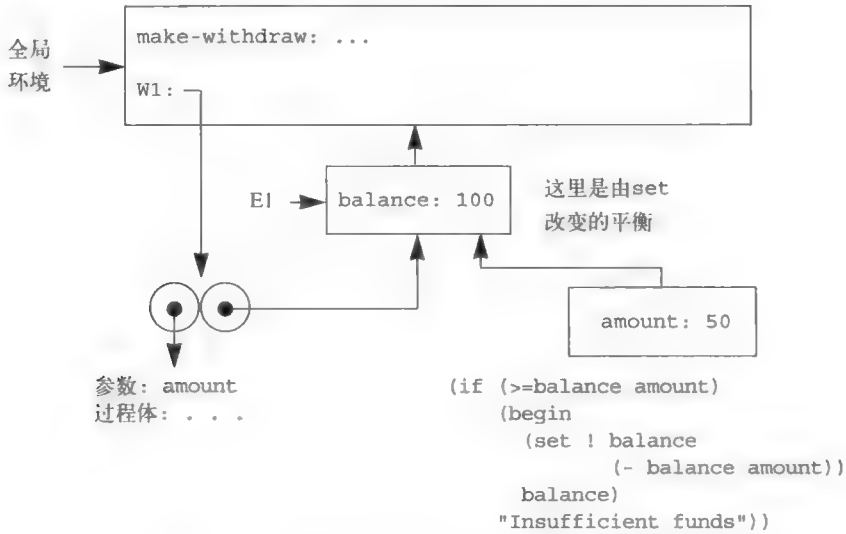 make-withdraw: ...
全局
环境
W1:
E1
balance: 100
这里是由set
改变的平衡
amount: 50
参数: amount
过程体: . . .
(if (>=balance amount)
(begin
(set ! balance
(- balance amount))
balance)
"Insufficient funds"))